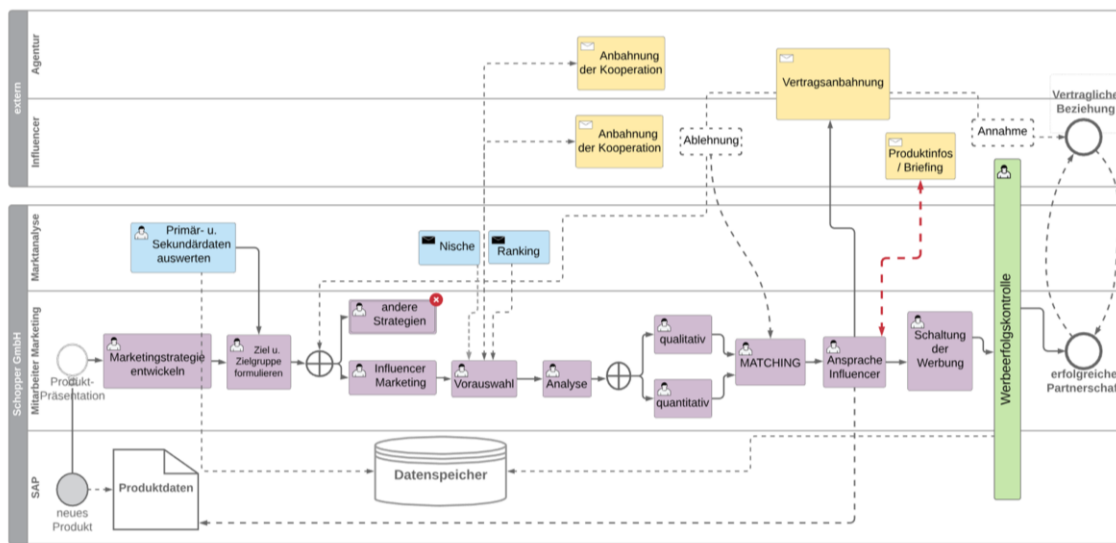 extern
Agentur
Influencer
Anbahnung
der Kooperation
Vertragsanbahnung
Anbahnung
der Kooperation
Ablehnung
Annahme
Vertragliche
Beziehung
Produktinfos
/ Briefing
Schopper GmbH
Marktanalyse
Mitarbeiter Marketing
SAP
Primär- u.
Sekundärdaten
auswerten
Nische
Ranking
Produkt-
Präsentation
Marketingstrategie
entwickeln
Ziel u.
Zielgruppe
formulieren
andere
Strategien
Influencer
Marketing
Vorauswahl
Analyse
qualitativ
quantitativ
MATCHING
Ansprache
Influencer
Schaltung
der
Werbung
Werbeerfolgskontrolle
erfolgreiche
Partnerschaf
neues
Produkt
Produktdaten
Datenspeicher